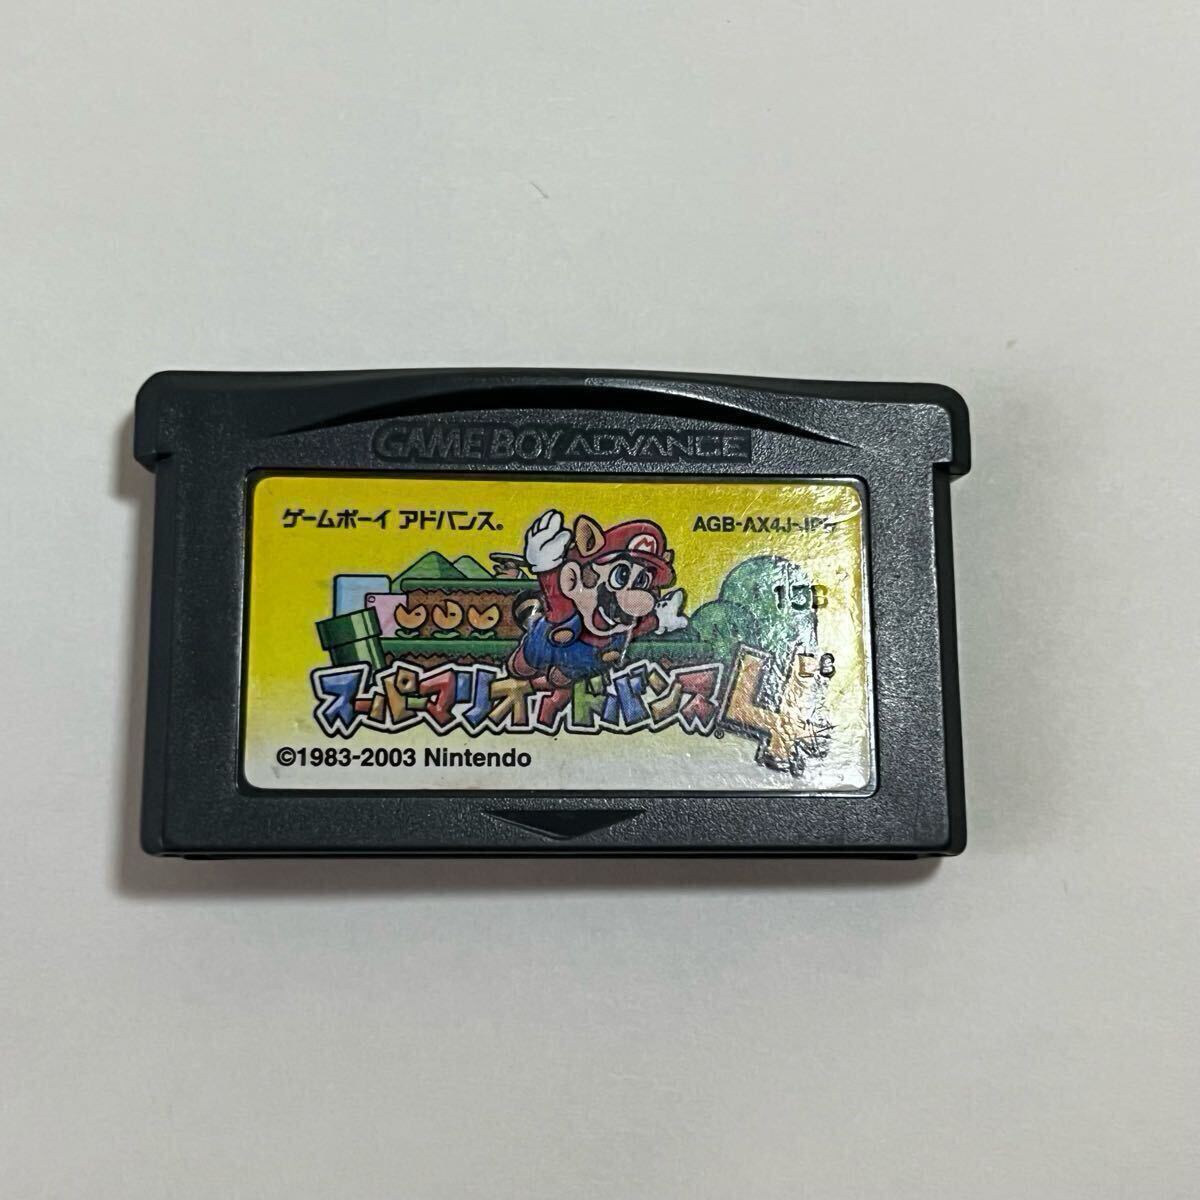 GAME BOY ADVANCE
ゲームボーイ アドバンス®
AGB-AX4J-JPN
M
スーパーマリオアドバンス4
©1983-2003 Nintendo